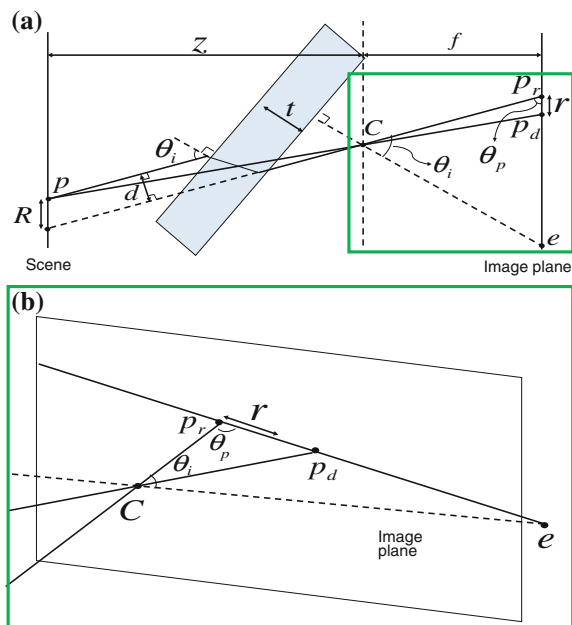 (a)
z
f
t
C
p_r
r
p_d
θ_p
θ_i
θ_i
p
d
R
e
Scene
Image plane
(b)
p_r
r
θ_p
θ_i
p_d
C
e
Image
plane